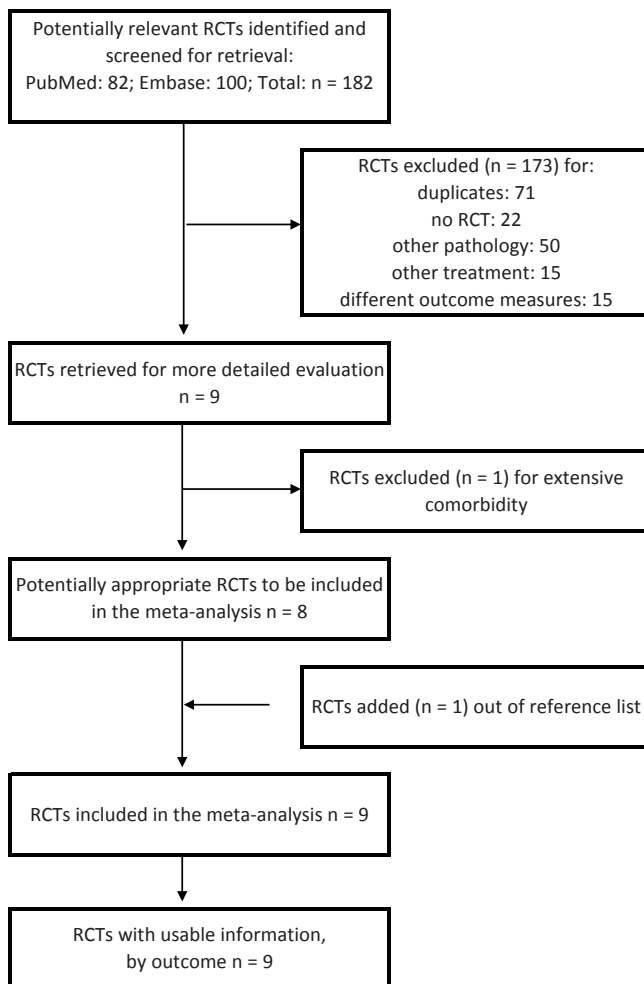 Potentially relevant RCTs identified and
screened for retrieval:
PubMed: 82; Embase: 100; Total: n = 182
RCTs excluded (n = 173) for:
duplicates: 71
no RCT: 22
other pathology: 50
other treatment: 15
different outcome measures: 15
RCTs retrieved for more detailed evaluation
n = 9
RCTs excluded (n = 1) for extensive
comorbidity
Potentially appropriate RCTs to be included
in the meta-analysis n = 8
RCTs added (n = 1) out of reference list
RCTs included in the meta-analysis n = 9
RCTs with usable information,
by outcome n = 9